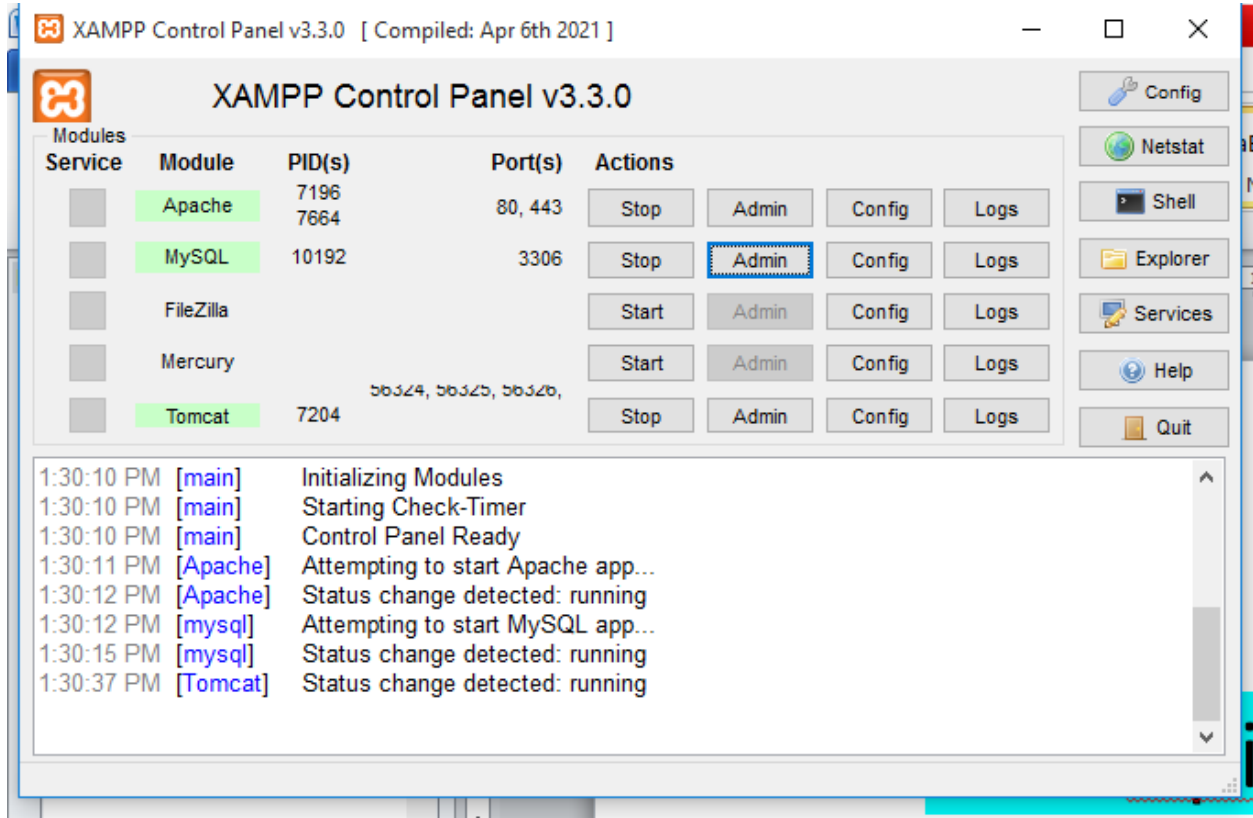 XAMPP Control Panel v3.3.0 [ Compiled: Apr 6th 2021 ]
XAMPP Control Panel v3.3.0
Config
Modules
Netstat
Service Module PID(s) Port(s) Actions
Apache 7196 7664 80, 443 Stop Admin Config Logs
Shell
MySQL 10192 3306 Stop Admin Config Logs
Explorer
FileZilla Start Admin Config Logs
Services
Mercury Start Admin Config Logs
Help
56324, 56325, 56326,
Tomcat 7204 Stop Admin Config Logs
Quit
1:30:10 PM [main] Initializing Modules
1:30:10 PM [main] Starting Check-Timer
1:30:10 PM [main] Control Panel Ready
1:30:11 PM [Apache] Attempting to start Apache app...
1:30:12 PM [Apache] Status change detected: running
1:30:12 PM [mysql] Attempting to start MySQL app...
1:30:15 PM [mysql] Status change detected: running
1:30:37 PM [Tomcat] Status change detected: running